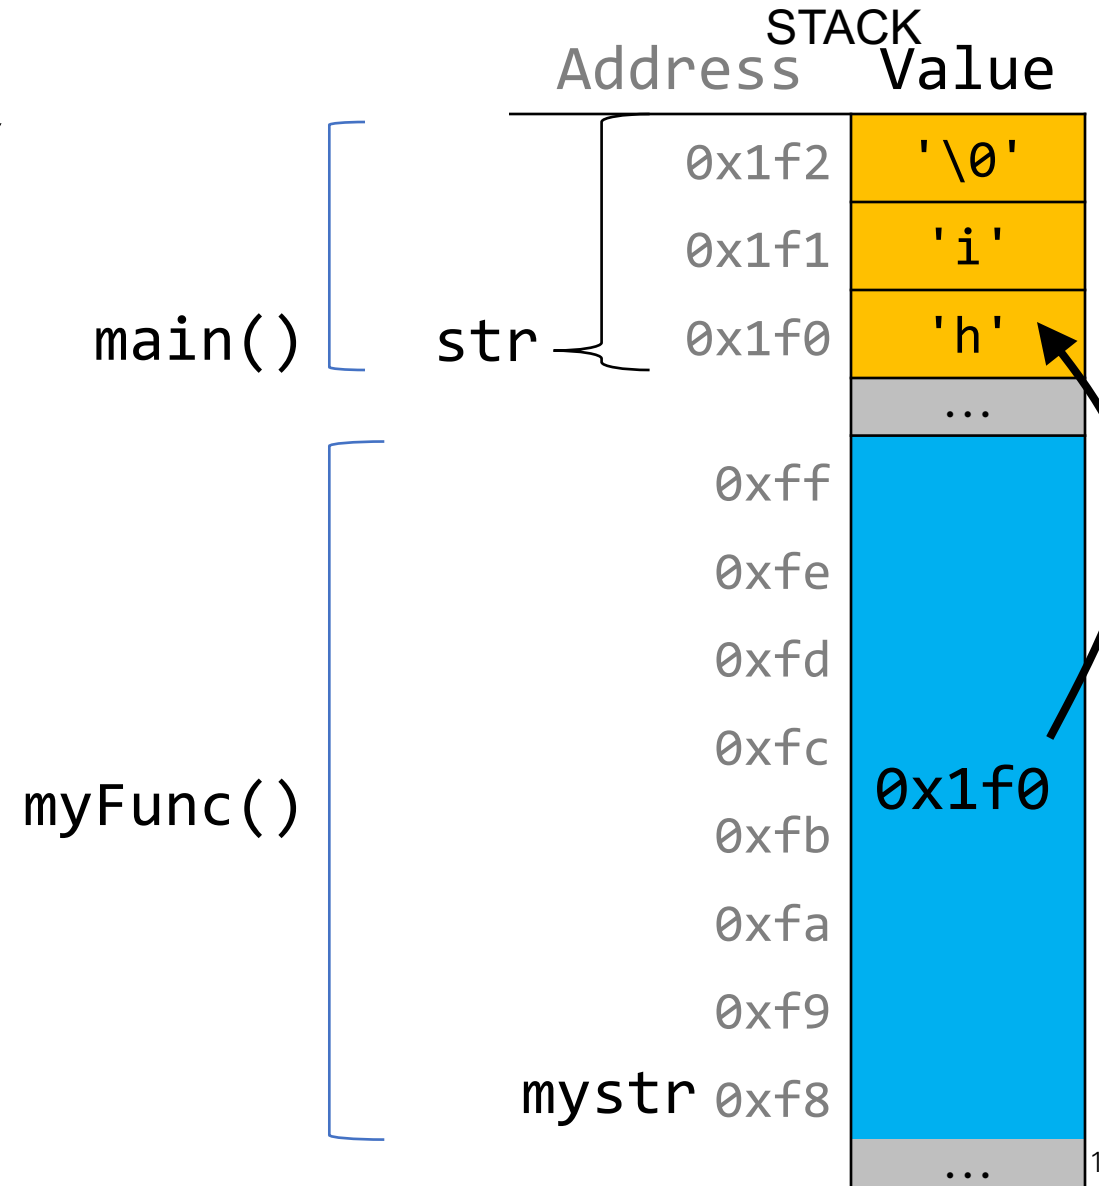 STACK
Address Value
0x1f2 '\0'
0x1f1 'i'
main() str 0x1f0 'h'
...
0xff
0xfe
0xfd
0xfc
0x1f0
myFunc()
0xfb
0xfa
0xf9
mystr 0xf8
...
1